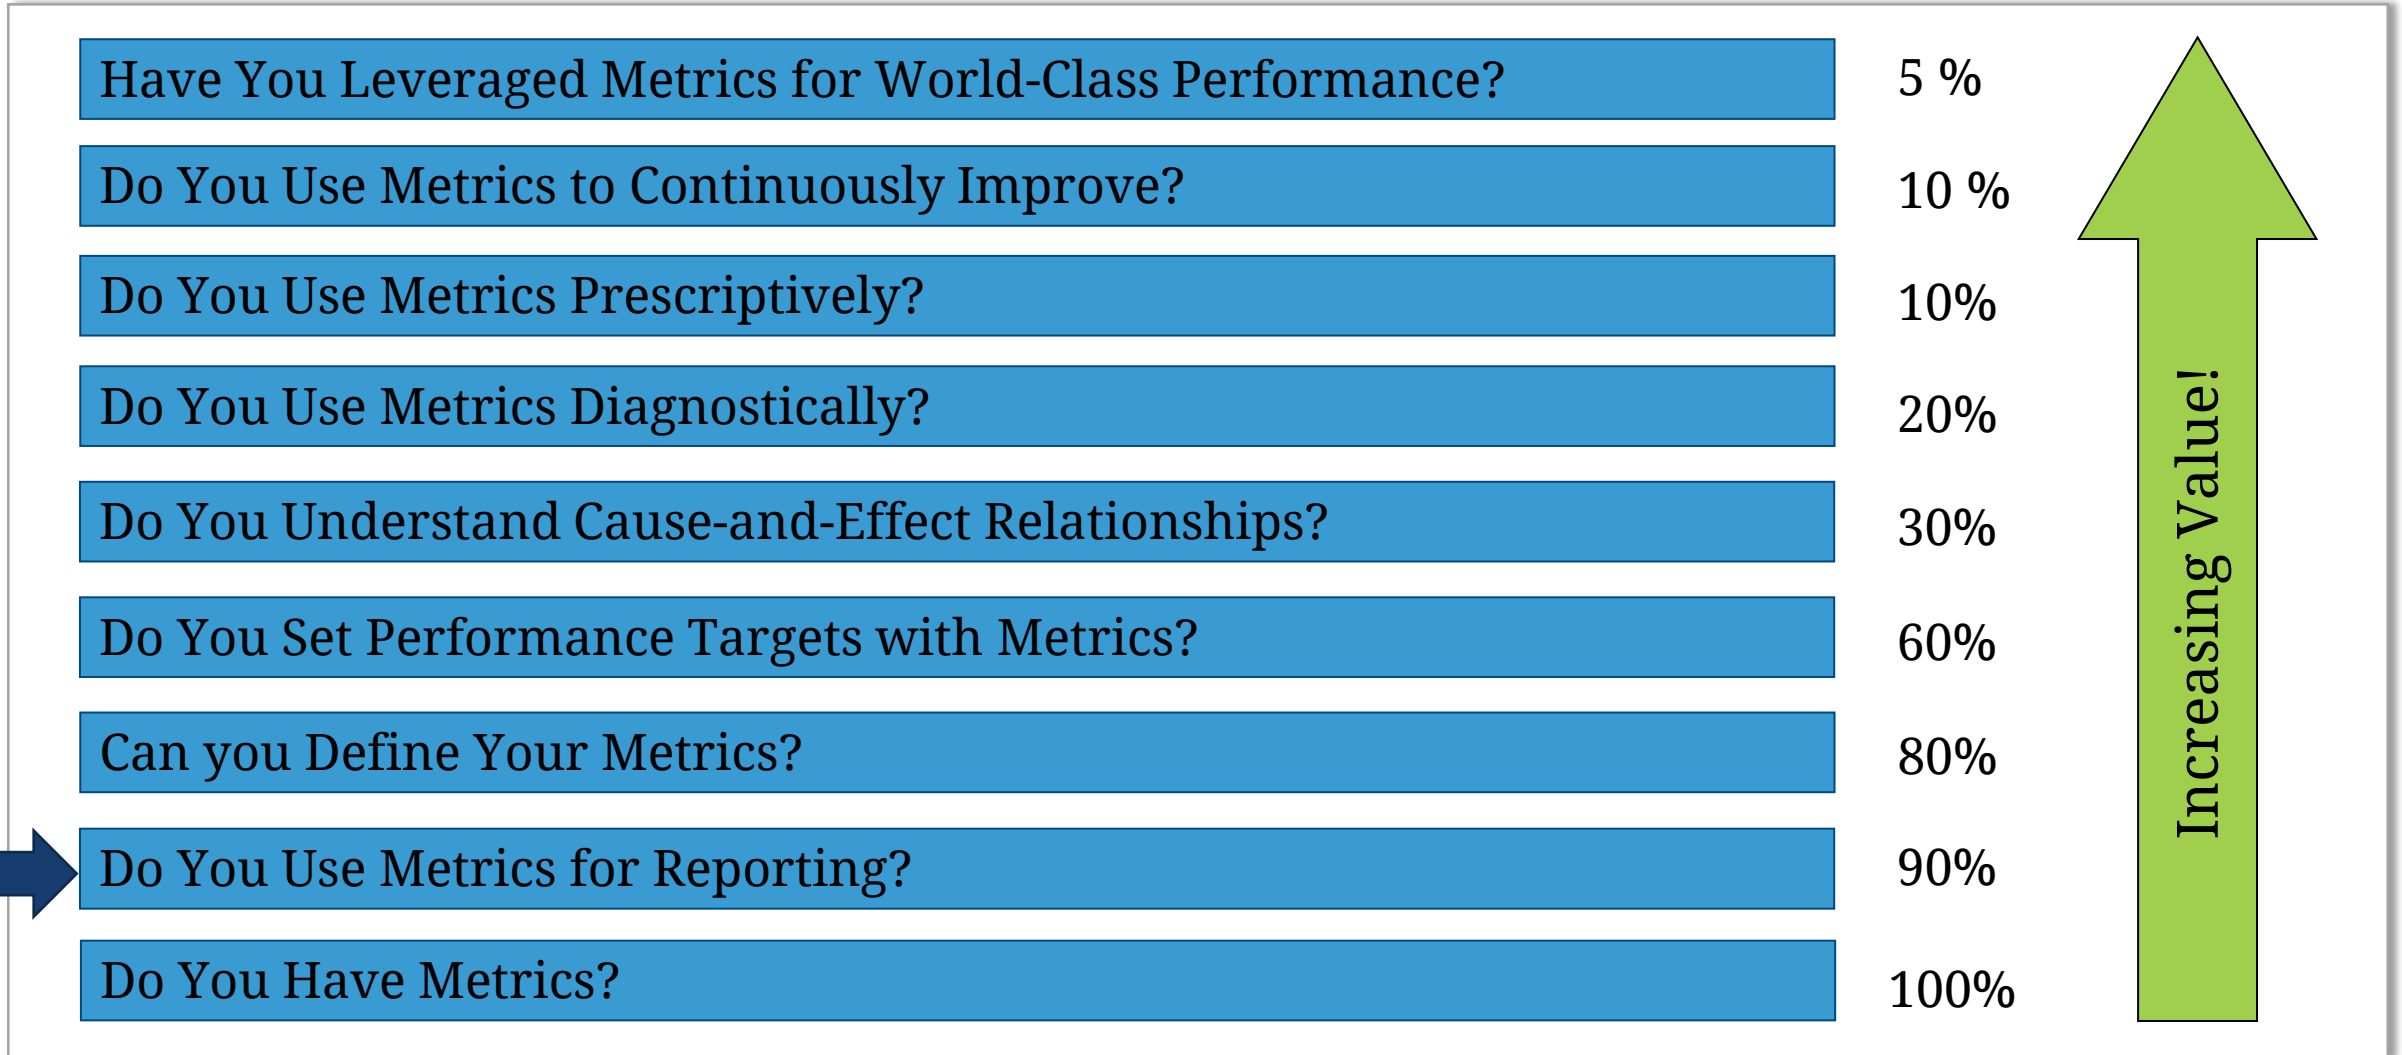 Have You Leveraged Metrics for World-Class Performance? 5 %
Do You Use Metrics to Continuously Improve? 10 %
Do You Use Metrics Prescriptively? 10%
Do You Use Metrics Diagnostically? 20%
Do You Understand Cause-and-Effect Relationships? 30%
Do You Set Performance Targets with Metrics? 60%
Can you Define Your Metrics? 80%
Do You Use Metrics for Reporting? 90%
Do You Have Metrics? 100%
Increasing Value!